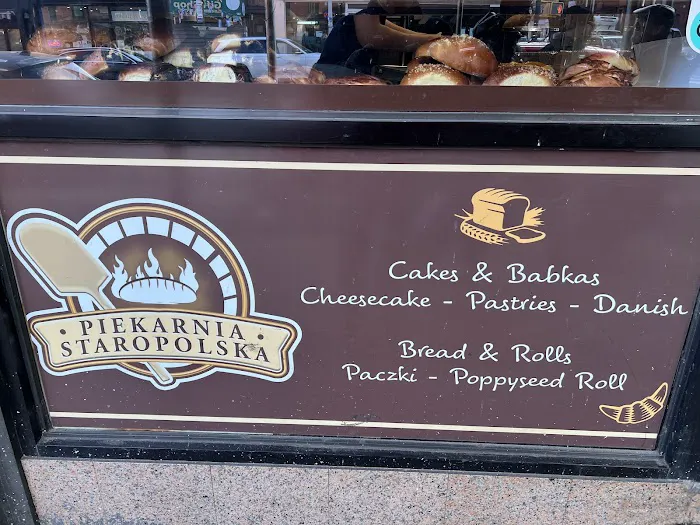 PIEKARNIA
STAROPOLSKA
Cakes & Babkas
Cheesecake - Pastries - Danish
Bread & Rolls
Paczki - Poppyseed Roll